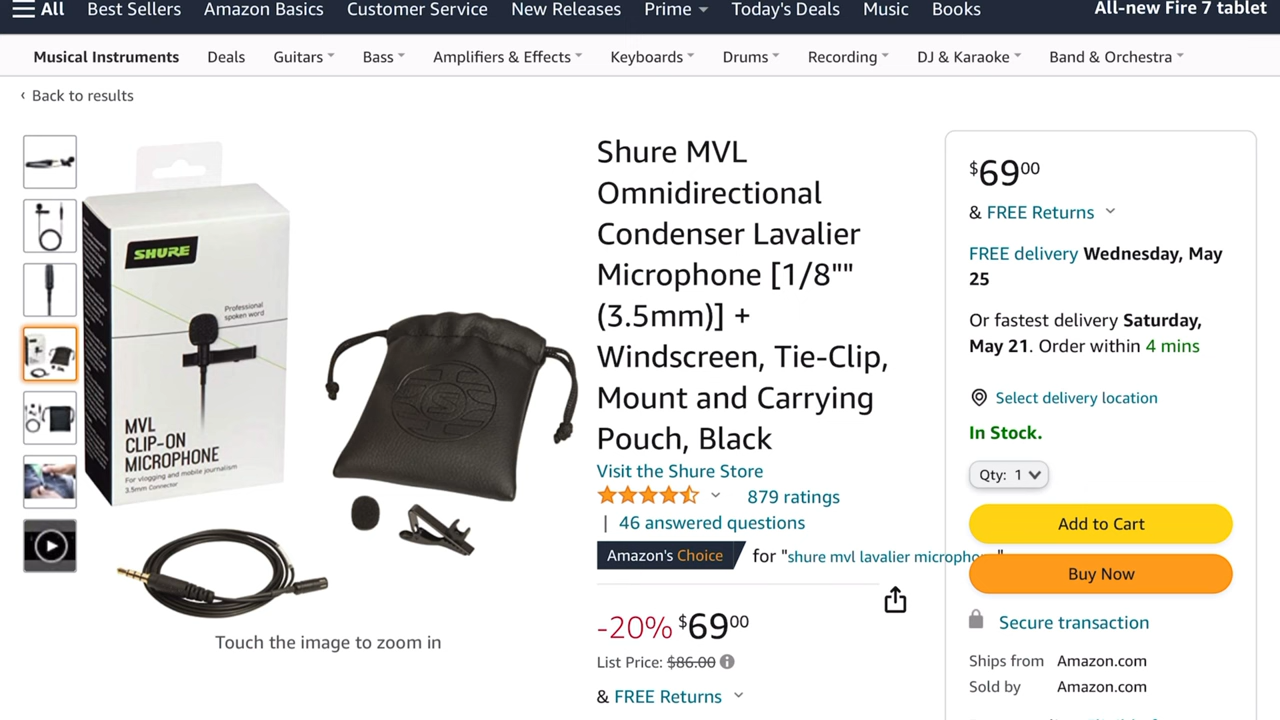 All Best Sellers Amazon Basics Customer Service New Releases Prime Today's Deals Music Books All-new Fire 7 tablet
Musical Instruments Deals Guitars Bass Amplifiers & Effects Keyboards Drums Recording DJ & Karaoke Band & Orchestra
‹ Back to results
SHURE
Professional
spoken word
MVL
CLIP-ON
MICROPHONE
For vlogging and mobile journalism
3.5mm Connector
Touch the image to zoom in
Shure MVL
Omnidirectional
Condenser Lavalier
Microphone [1/8""
(3.5mm)] +
Windscreen, Tie-Clip,
Mount and Carrying
Pouch, Black
Visit the Shure Store
879 ratings
| 46 answered questions
Amazon's Choice for "shure mvl lavalier micropho
-20% $6900
List Price: $86.00
& FREE Returns
$6900
& FREE Returns
FREE delivery Wednesday, May
25
Or fastest delivery Saturday,
May 21. Order within 4 mins
Select delivery location
In Stock.
Qty: 1
Add to Cart
Buy Now
Secure transaction
Ships from Amazon.com
Sold by Amazon.com